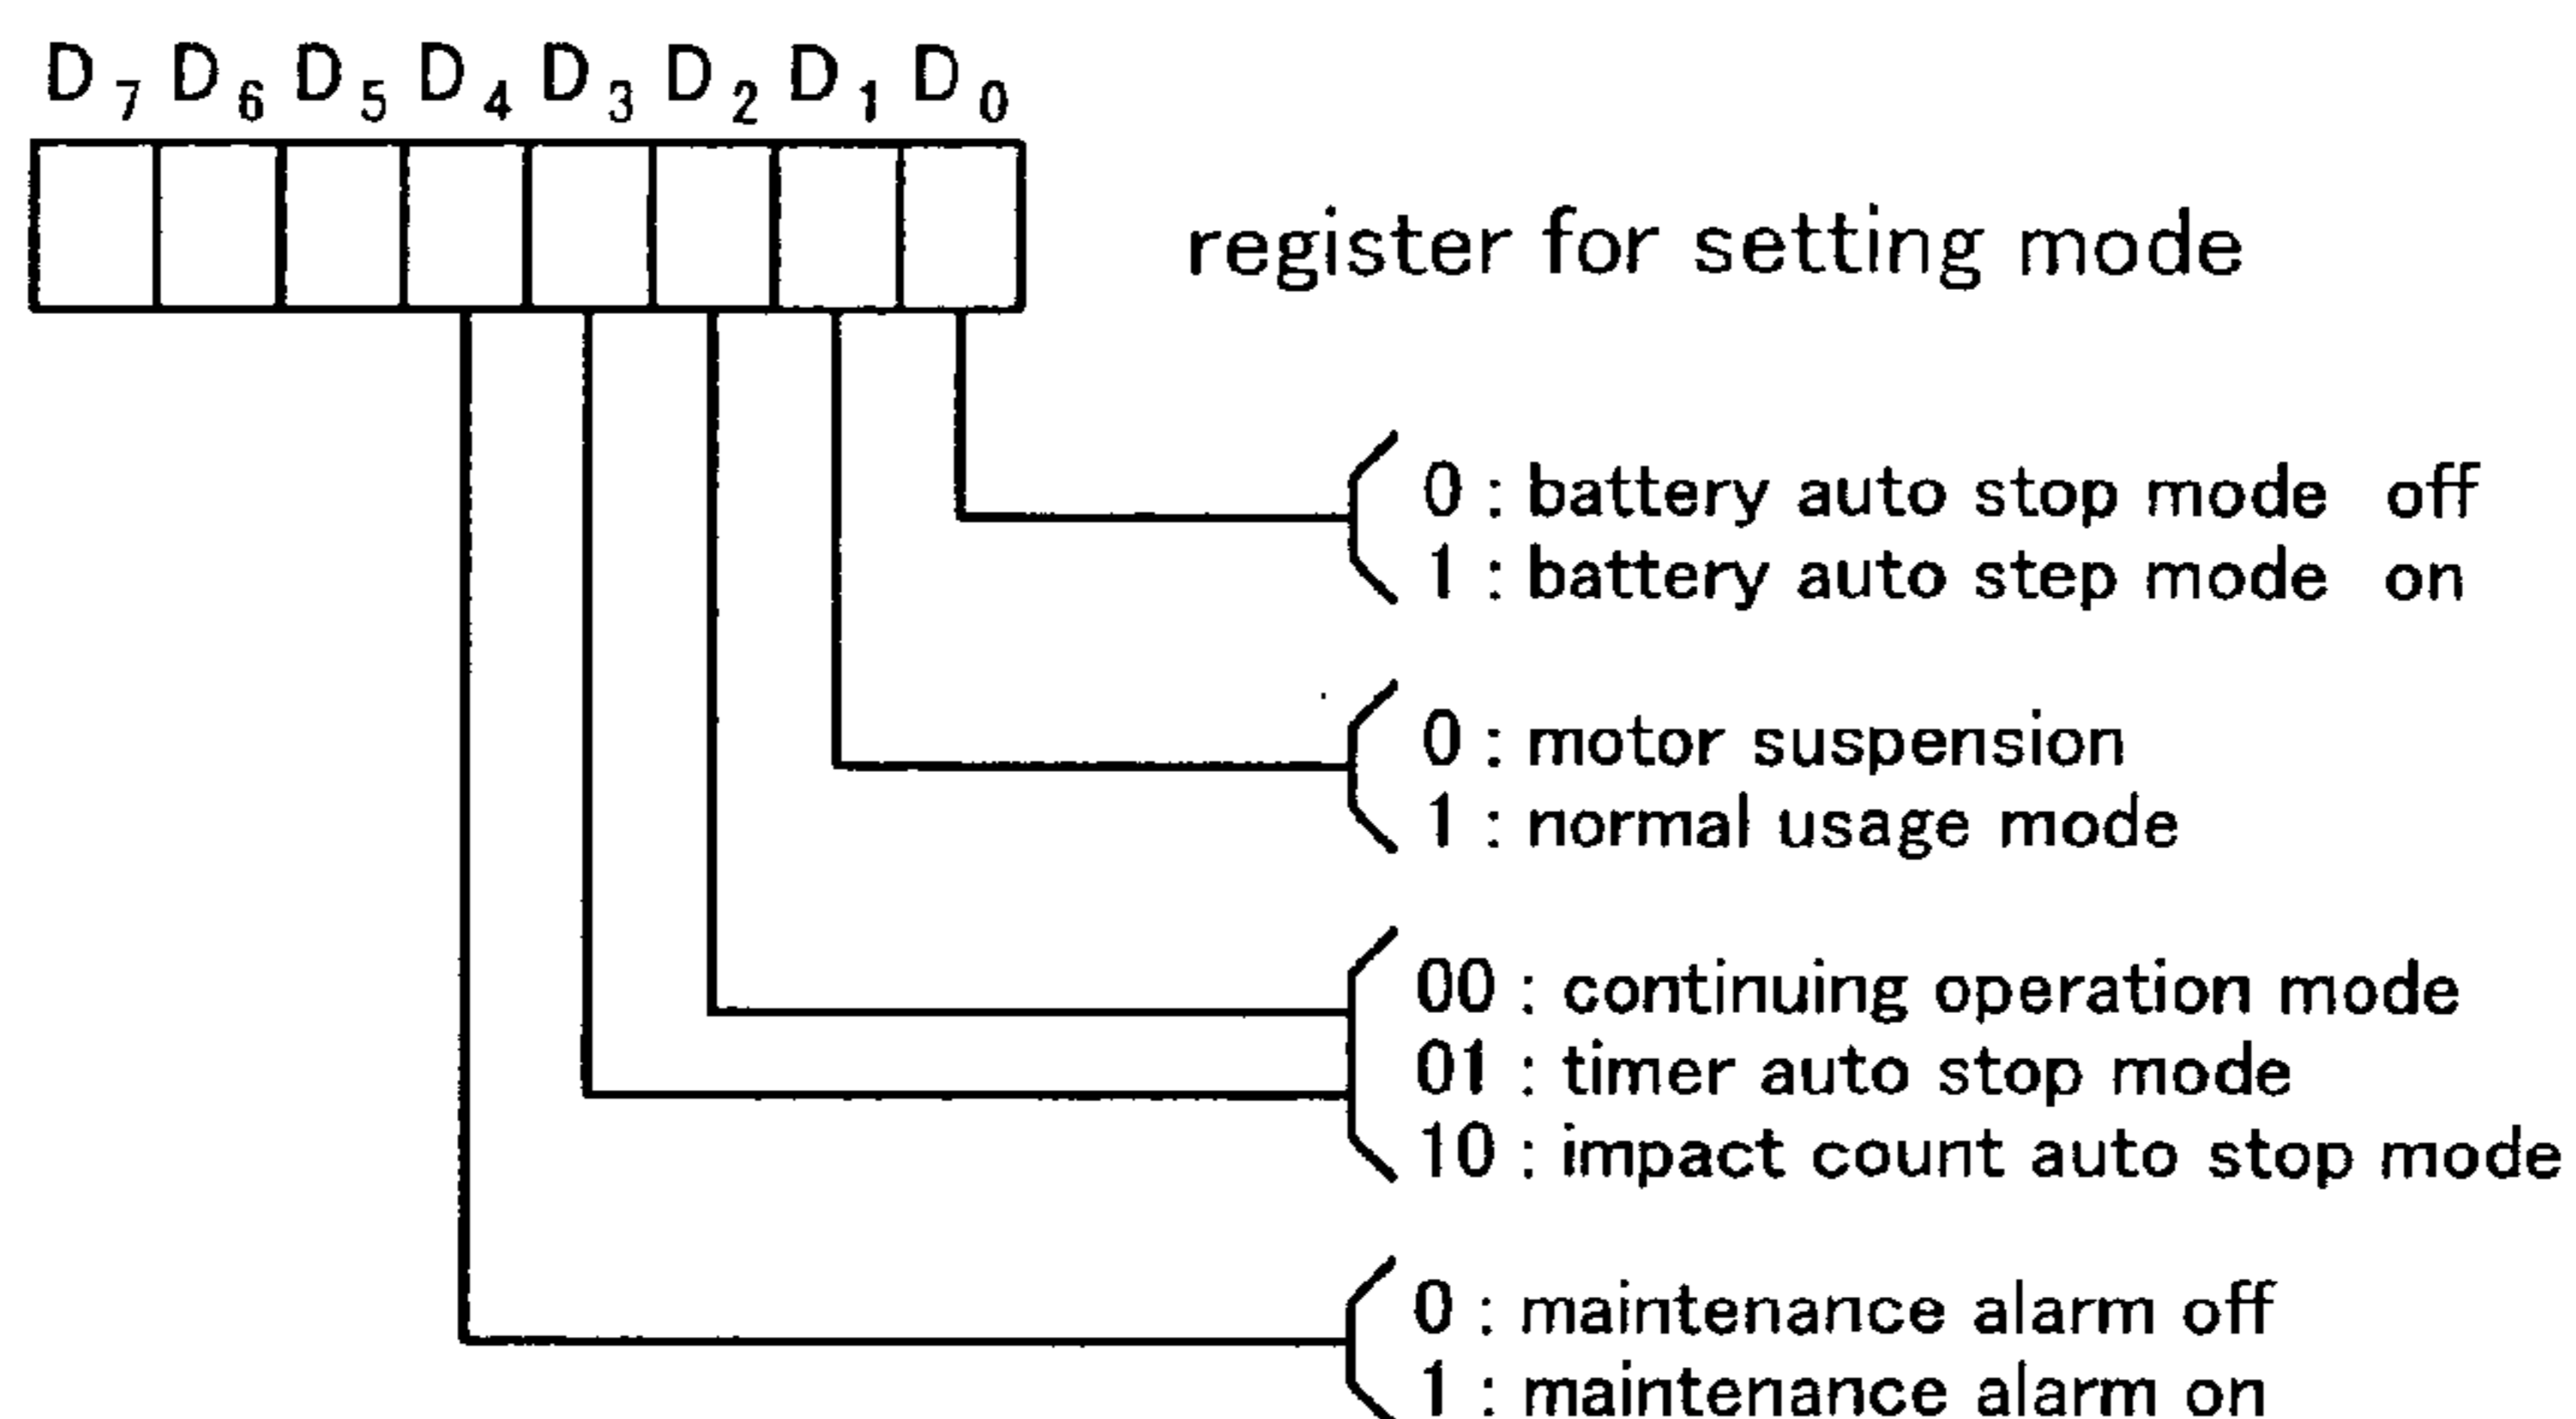 D7 D6 D5 D4 D3 D2 D1 D0
register for setting mode
0 : battery auto stop mode off
1 : battery auto step mode on
0 : motor suspension
1 : normal usage mode
00 : continuing operation mode
01 : timer auto stop mode
10 : impact count auto stop mode
0 : maintenance alarm off
1 : maintenance alarm on